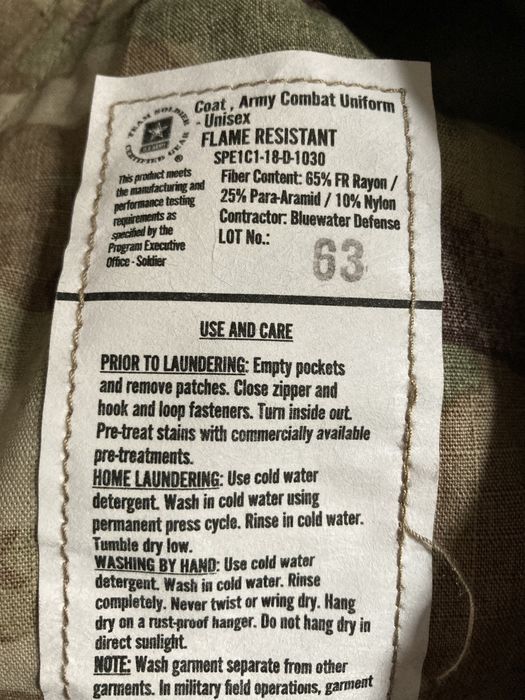 TEAM SOLDIER
CERTIFIED GEAR
®
Coat , Army Combat Uniform
- Unisex
FLAME RESISTANT
SPE1C1-18-D-1030
This product meets
the manufacturing and
performance testing
requirements as
specified by the
Program Executive
Office - Soldier
Fiber Content: 65% FR Rayon /
25% Para-Aramid / 10% Nylon
Contractor: Bluewater Defense
LOT No.:
63
USE AND CARE
PRIOR TO LAUNDERING: Empty pockets
and remove patches. Close zipper and
hook and loop fasteners. Turn inside out.
Pre-treat stains with commercially available
pre-treatments.
HOME LAUNDERING: Use cold water
detergent. Wash in cold water using
permanent press cycle. Rinse in cold water.
Tumble dry low.
WASHING BY HAND: Use cold water
detergent. Wash in cold water. Rinse
completely. Never twist or wring dry. Hang
dry on a rust-proof hanger. Do not hang dry in
direct sunlight.
NOTE: Wash garment separate from other
garments. In military field operations, garment